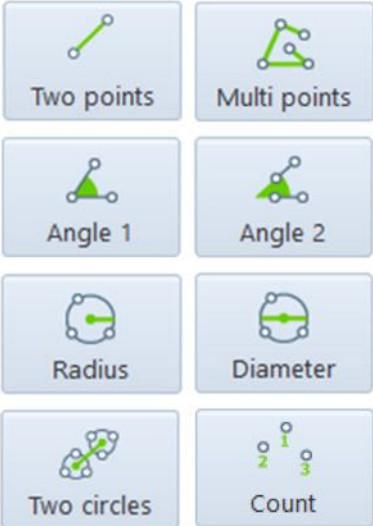 Two points
Multi points
Angle 1
Angle 2
Radius
Diameter
Two circles
1
2
3
Count